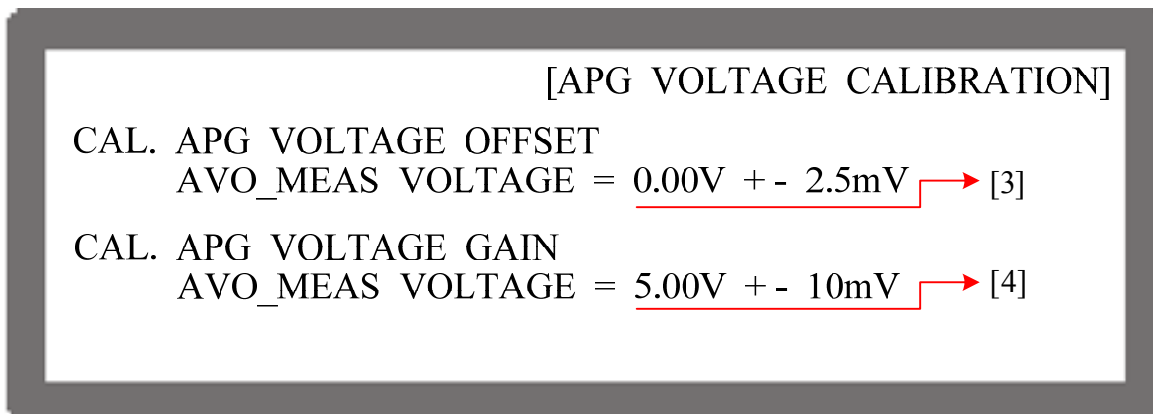 [APG VOLTAGE CALIBRATION]
CAL. APG VOLTAGE OFFSET
AVO_MEAS VOLTAGE = 0.00V +- 2.5mV [3]
CAL. APG VOLTAGE GAIN
AVO_MEAS VOLTAGE = 5.00V +- 10mV [4]